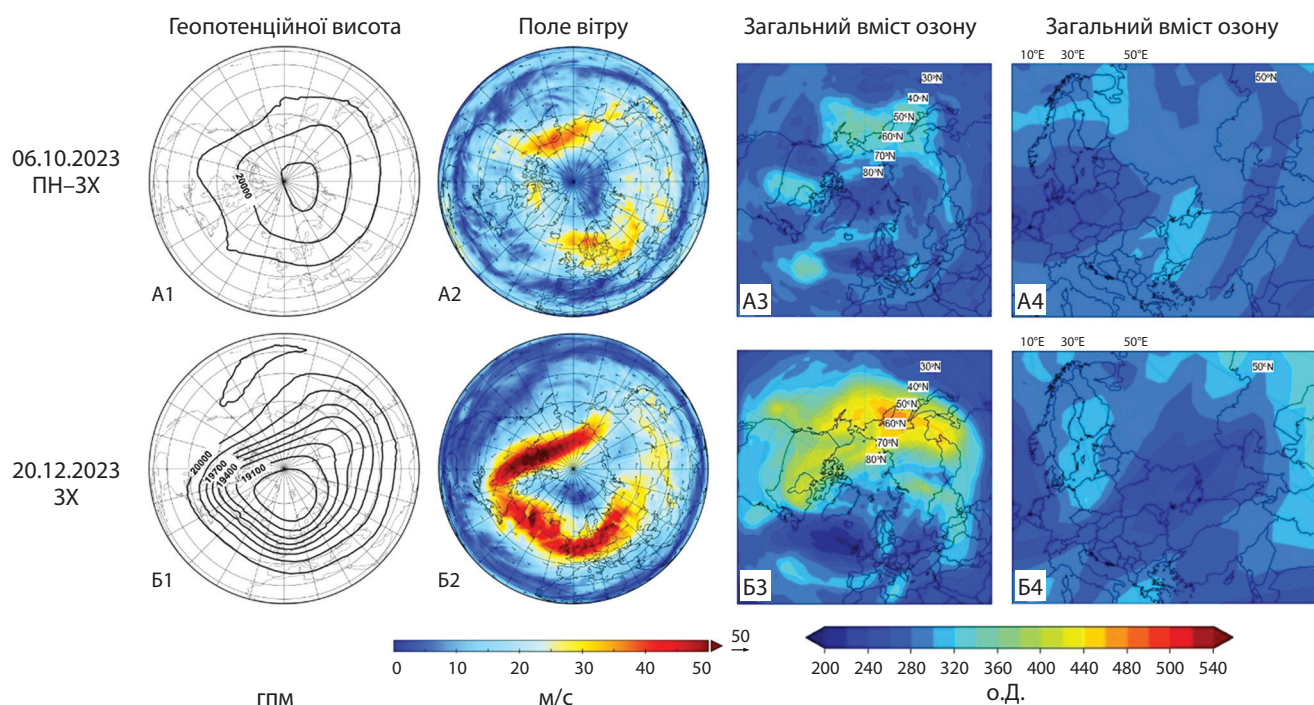 Геопотенційної висота
Поле вітру
Загальний вміст озону
Загальний вміст озону
10°E 30°E 50°E
06.10.2023
ПН–ЗХ
20000
А1
А2
30°N
40°N
50°N
60°N
70°N
80°N
А3
50°N
А4
10°E 30°E 50°E
20.12.2023
ЗХ
20000
19700
19400
19100
Б1
Б2
30°N
40°N
50°N
60°N
70°N
80°N
Б3
50°N
Б4
0 10 20 30 40 50
50
200 240 280 320 360 400 440 480 500 540
гпм
м/с
о.Д.